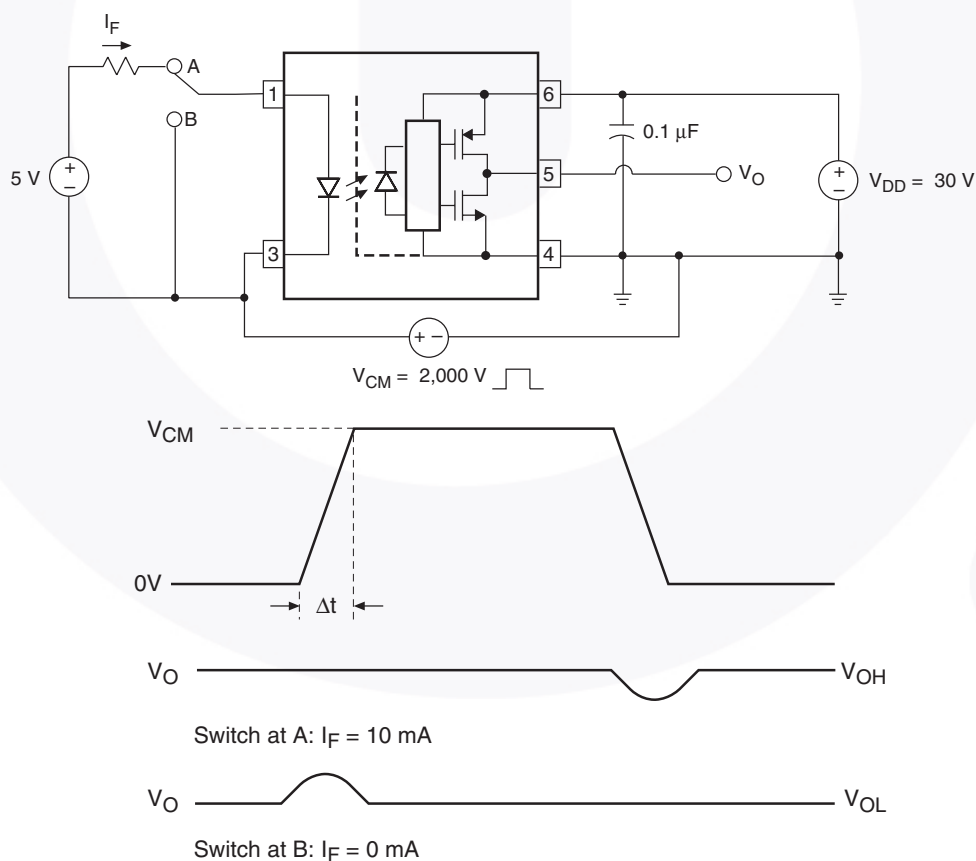 I_F
A
B
5 V
+
–
1
3
6
5
4
0.1 μF
V_O
+
–
V_DD = 30 V
+ –
V_CM = 2,000 V
V_CM
0V
Δt
V_O
V_OH
Switch at A: I_F = 10 mA
V_O
V_OL
Switch at B: I_F = 0 mA